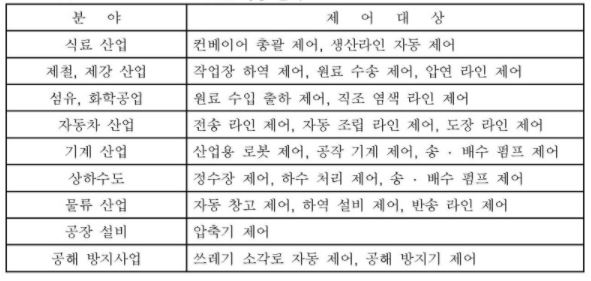 분 야 제 어 대 상
식료 산업 컨베이어 총괄 제어, 생산라인 자동 제어
제철, 제강 산업 작업장 하역 제어, 원료 수송 제어, 압연 라인 제어
섬유, 화학공업 원료 수입 출하 제어, 직조 염색 라인 제어
자동차 산업 전송 라인 제어, 자동 조립 라인 제어, 도장 라인 제어
기계 산업 산업용 로봇 제어, 공작 기계 제어, 송 · 배수 펌프 제어
상하수도 정수장 제어, 하수 처리 제어, 송 · 배수 펌프 제어
물류 산업 자동 창고 제어, 하역 설비 제어, 반송 라인 제어
공장 설비 압축기 제어
공해 방지사업 쓰레기 소각로 자동 제어, 공해 방지기 제어